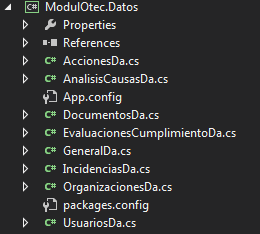 C# ModulOtec.Datos
Properties
References
C# AccionesDa.cs
C# AnalisisCausasDa.cs
App.config
C# DocumentosDa.cs
C# EvaluacionesCumplimientoDa.cs
C# GeneralDa.cs
C# IncidenciasDa.cs
C# OrganizacionesDa.cs
packages.config
C# UsuariosDa.cs